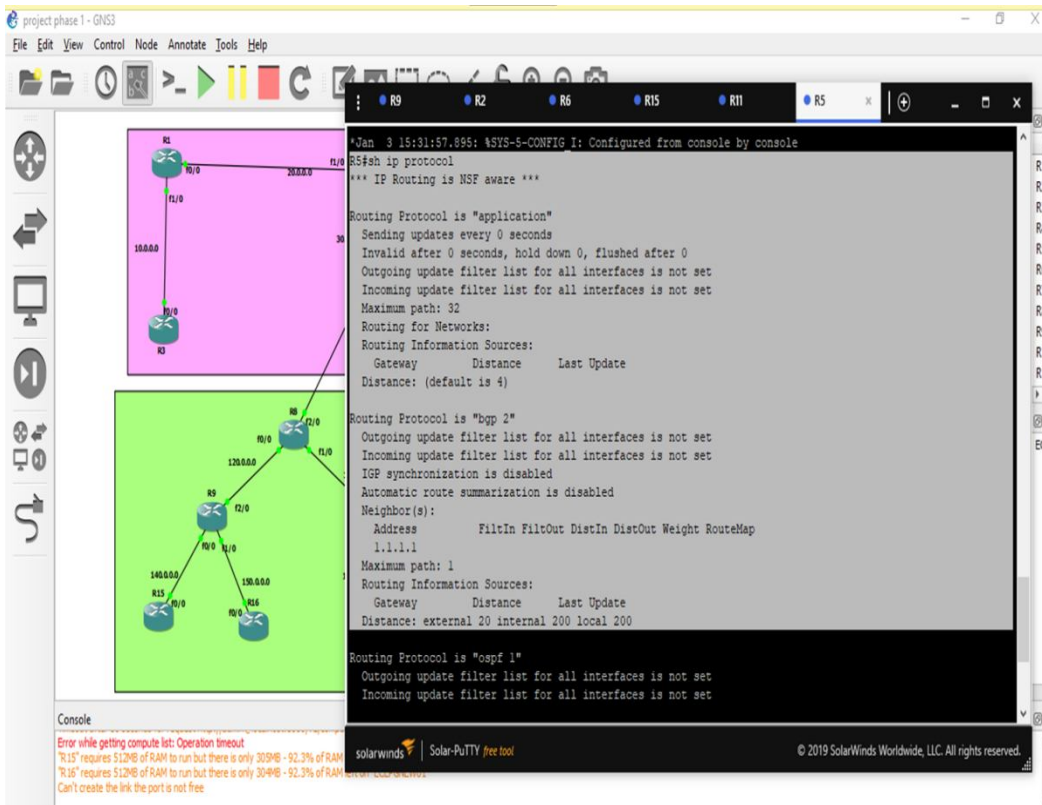 project phase 1 - GNS3
File Edit View Control Node Annotate Tools Help
R9 R2 R6 R15 R11 R5
*Jan 3 15:31:57.895: %SYS-5-CONFIG_I: Configured from console by console
R5#sh ip protocol
*** IP Routing is NSF aware ***
Routing Protocol is "application"
Sending updates every 0 seconds
Invalid after 0 seconds, hold down 0, flushed after 0
Outgoing update filter list for all interfaces is not set
Incoming update filter list for all interfaces is not set
Maximum path: 32
Routing for Networks:
Routing Information Sources:
Gateway Distance Last Update
Distance: (default is 4)
Routing Protocol is "bgp 2"
Outgoing update filter list for all interfaces is not set
Incoming update filter list for all interfaces is not set
IGP synchronization is disabled
Automatic route summarization is disabled
Neighbor(s):
Address FiltIn FiltOut DistIn DistOut Weight RouteMap
1.1.1.1
Maximum path: 1
Routing Information Sources:
Gateway Distance Last Update
Distance: external 20 internal 200 local 200
Routing Protocol is "ospf 1"
Outgoing update filter list for all interfaces is not set
Incoming update filter list for all interfaces is not set
solarwinds Solar-PuTTY free tool © 2019 SolarWinds Worldwide, LLC. All rights reserved.
R1
f0/0
20.0.0.0
f1/0
f1/0
10.0.0.0
30.
f0/0
R3
R8
f2/0
f0/0
f1/0
120.0.0.0
R9
f2/0
f0/0
f1/0
140.0.0.0
150.0.0.0
R15
f0/0
R16
f0/0
Console
Error while getting compute list: Operation timeout
"R15" requires 512MB of RAM to run but there is only 305MB - 92.3% of RAM
"R16" requires 512MB of RAM to run but there is only 304MB - 92.3% of RAM
Can't create the link the port is not free